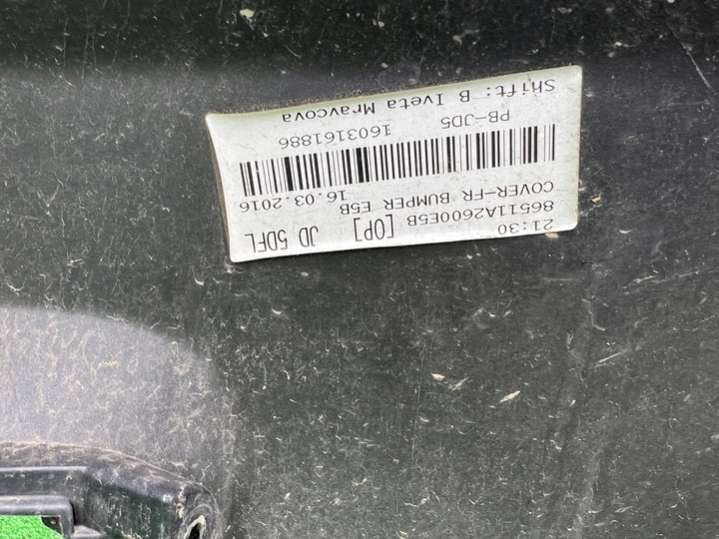 21:30 [OP] JD 5DFL
86511A2600E5B
COVER-FR BUMPER E5B
16.03.2016
PB-JD5 1603161886
Shift: B Iveta Mravcova